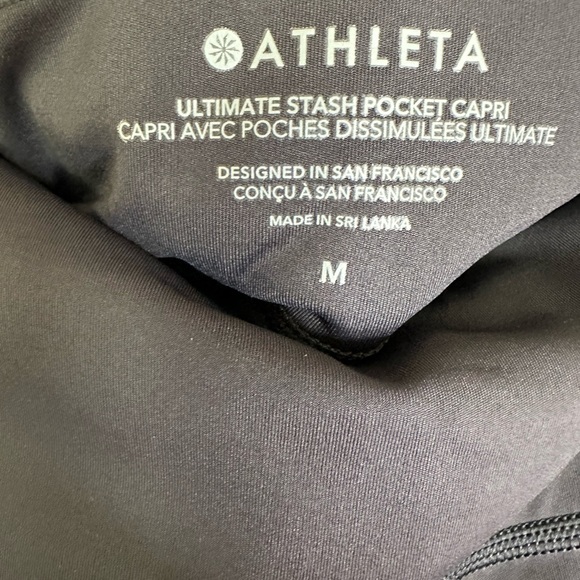 ATHLETA
ULTIMATE STASH POCKET CAPRI
CAPRI AVEC POCHES DISSIMULÉES ULTIMATE
DESIGNED IN SAN FRANCISCO
CONÇU À SAN FRANCISCO
MADE IN SRI LANKA
M